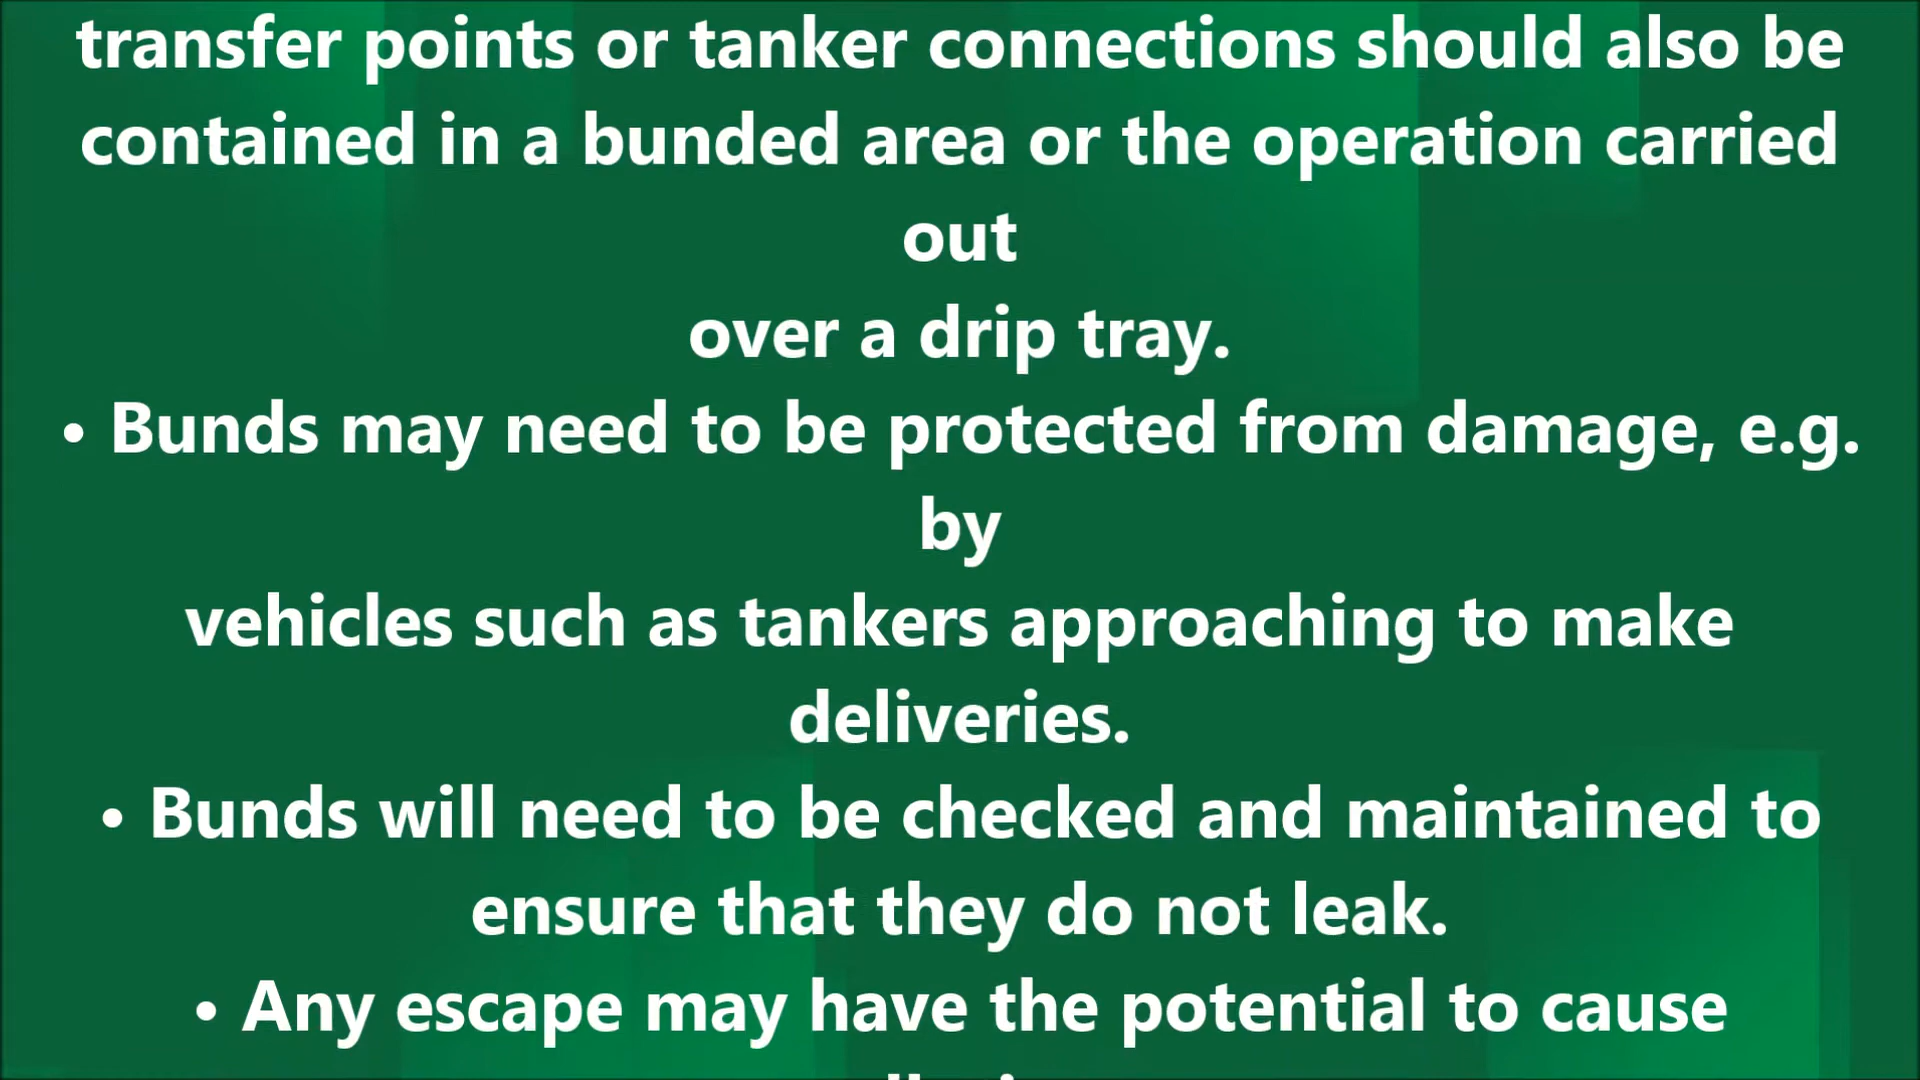 transfer points or tanker connections should also be
contained in a bunded area or the operation carried
out
over a drip tray.
• Bunds may need to be protected from damage, e.g.
by
vehicles such as tankers approaching to make
deliveries.
• Bunds will need to be checked and maintained to
ensure that they do not leak.
• Any escape may have the potential to cause